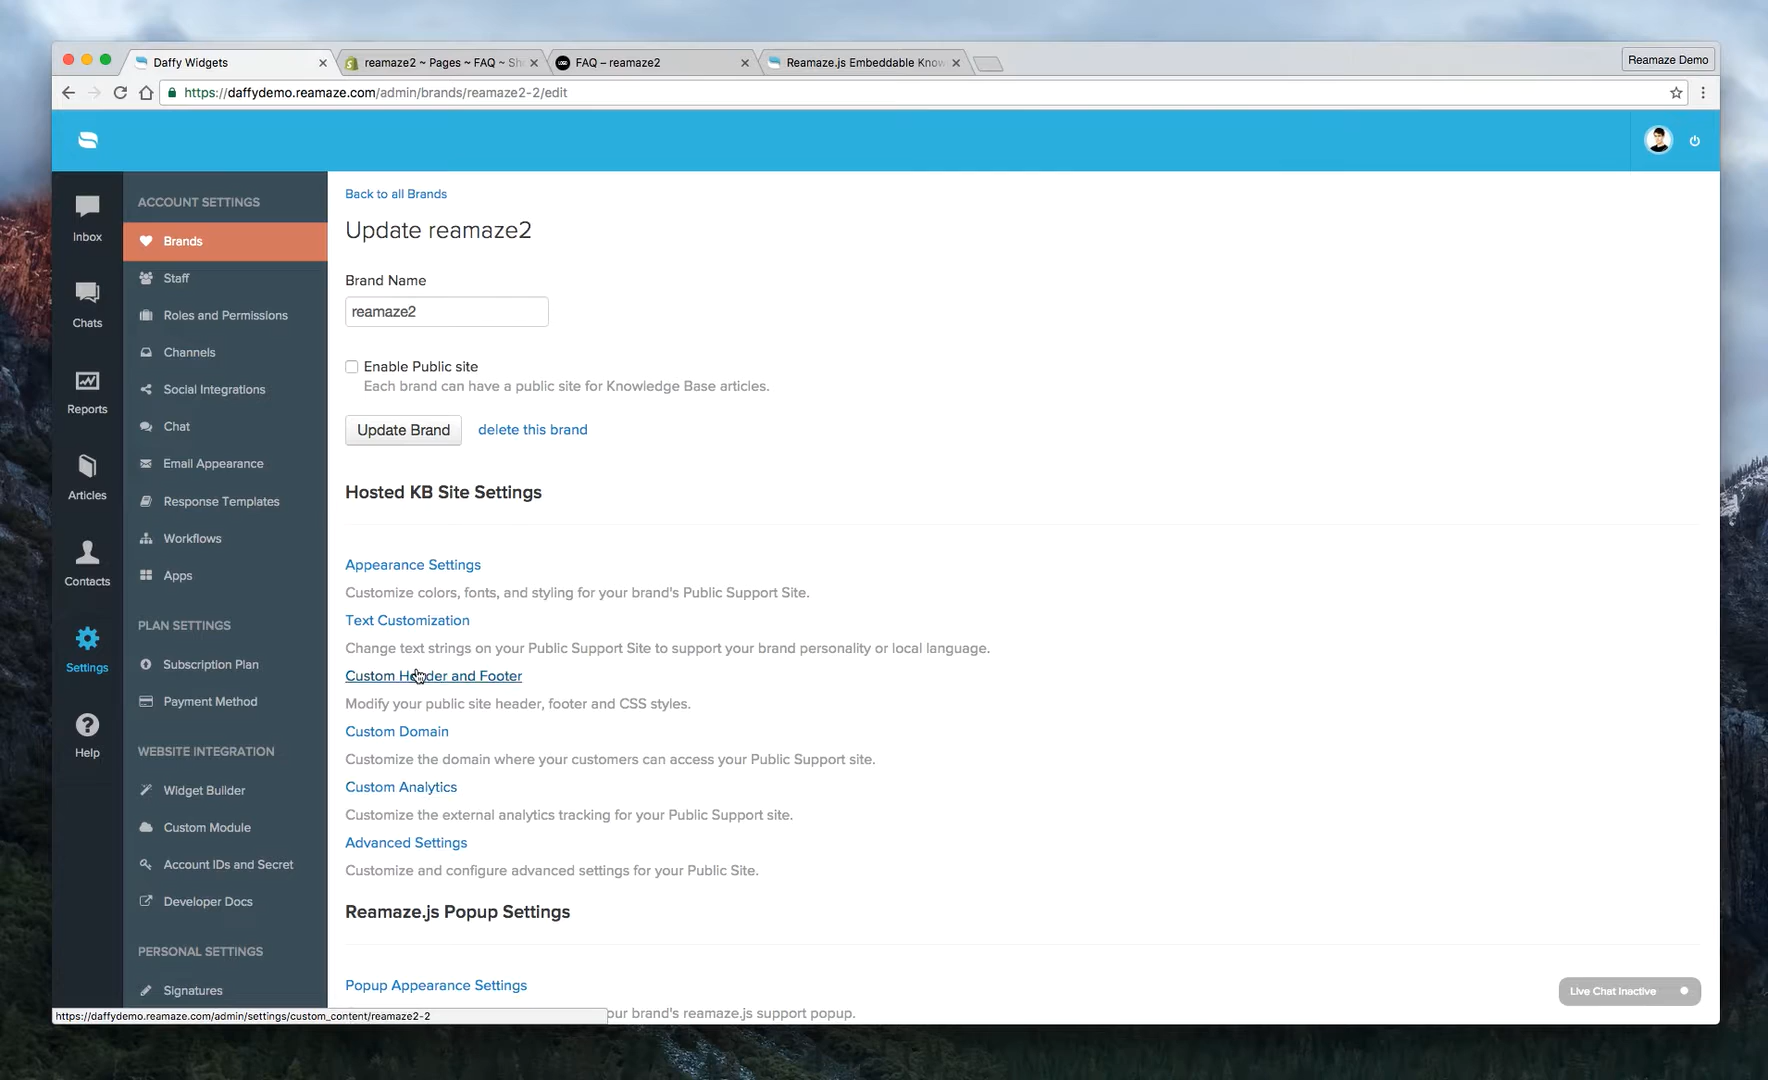 Daffy Widgets
reamaze2 ~ Pages ~ FAQ ~ Sh
FAQ – reamaze2
Reamaze.js Embeddable Know
Reamaze Demo
https://daffydemo.reamaze.com/admin/brands/reamaze2-2/edit
Inbox
Chats
Reports
Articles
Contacts
Settings
Help
ACCOUNT SETTINGS
Brands
Staff
Roles and Permissions
Channels
Social Integrations
Chat
Email Appearance
Response Templates
Workflows
Apps
PLAN SETTINGS
Subscription Plan
Payment Method
WEBSITE INTEGRATION
Widget Builder
Custom Module
Account IDs and Secret
Developer Docs
PERSONAL SETTINGS
Signatures
Back to all Brands
Update reamaze2
Brand Name
reamaze2
Enable Public site
Each brand can have a public site for Knowledge Base articles.
Update Brand delete this brand
Hosted KB Site Settings
Appearance Settings
Customize colors, fonts, and styling for your brand's Public Support Site.
Text Customization
Change text strings on your Public Support Site to support your brand personality or local language.
Custom Header and Footer
Modify your public site header, footer and CSS styles.
Custom Domain
Customize the domain where your customers can access your Public Support site.
Custom Analytics
Customize the external analytics tracking for your Public Support site.
Advanced Settings
Customize and configure advanced settings for your Public Site.
Reamaze.js Popup Settings
Popup Appearance Settings
our brand's reamaze.js support popup.
Live Chat Inactive
https://daffydemo.reamaze.com/admin/settings/custom_content/reamaze2-2